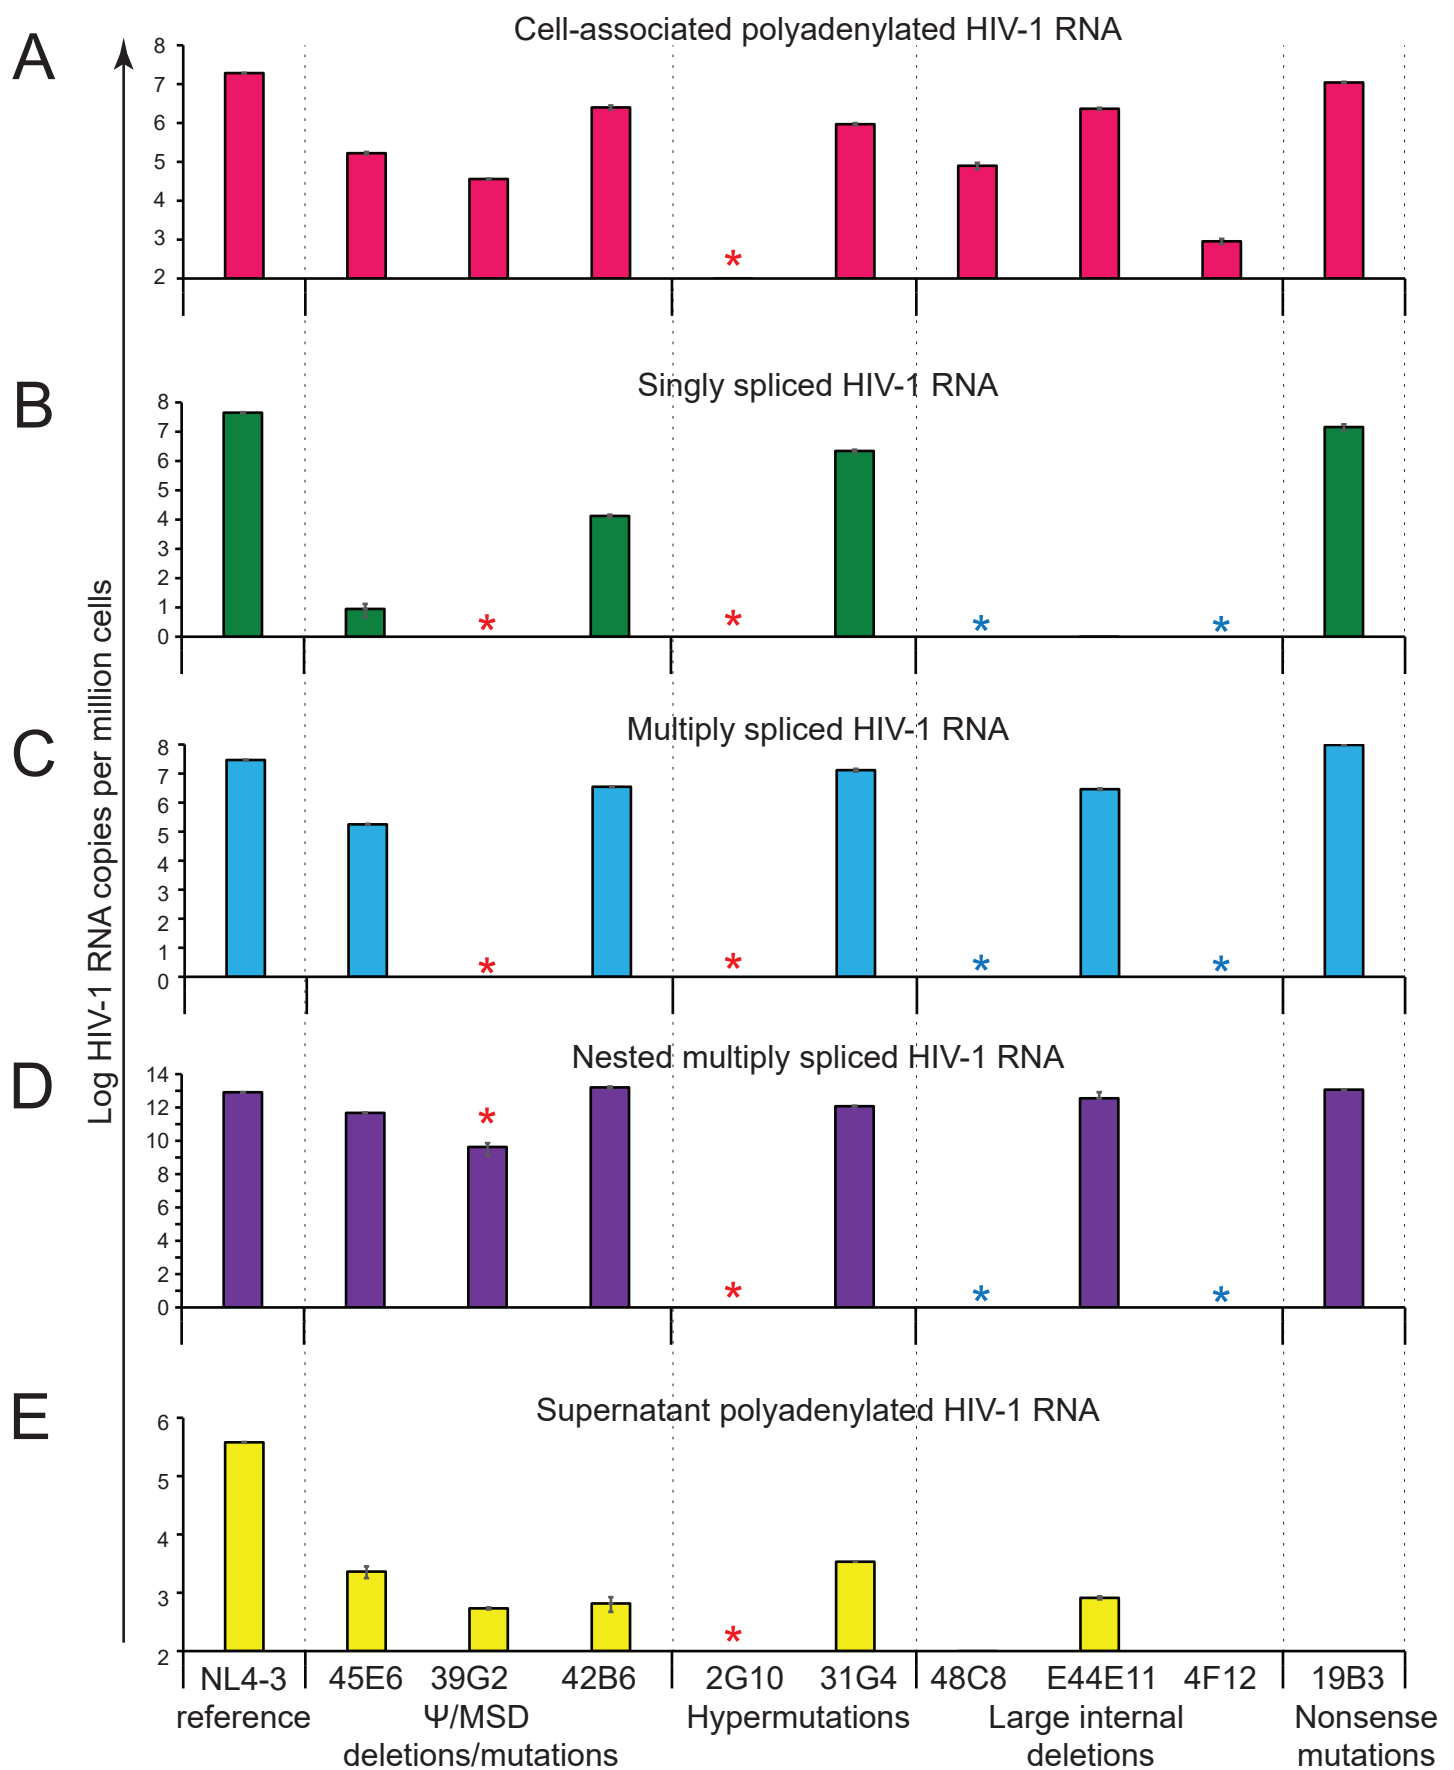 Log HIV-1 RNA copies per million cells
A
Cell-associated polyadenylated HIV-1 RNA
8
7
6
5
4
3
2
*
B
Singly spliced HIV-1 RNA
8
7
6
5
4
3
2
1
0
* * * *
C
Multiply spliced HIV-1 RNA
8
7
6
5
4
3
2
1
0
* * * *
D
Nested multiply spliced HIV-1 RNA
14
12
10
8
6
4
2
0
* * * *
E
Supernatant polyadenylated HIV-1 RNA
6
5
4
3
2
*
NL4-3 45E6 39G2 42B6 2G10 31G4 48C8 E44E11 4F12 19B3
reference Ψ/MSD Hypermutations Large internal Nonsense
deletions/mutations deletions mutations